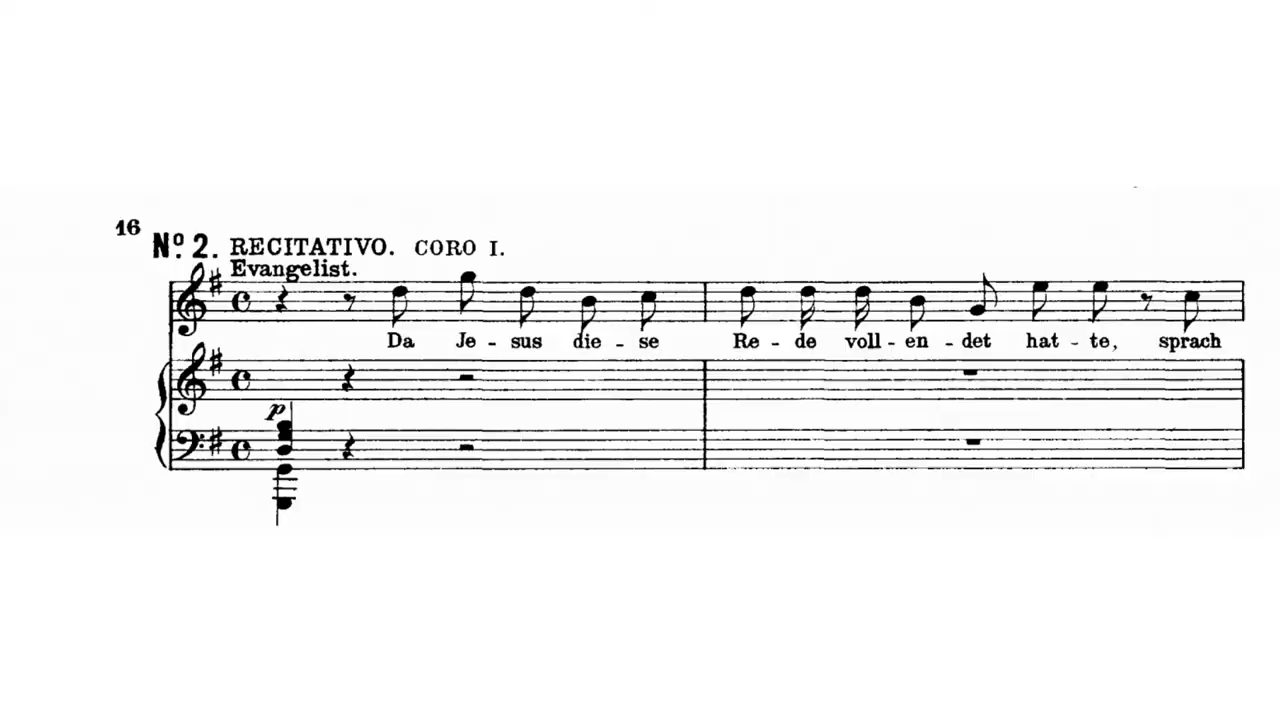 16
Nº 2. RECITATIVO. CORO I.
Evangelist.
Da Je - sus die - se Re - de voll - en - det hat - te, sprach
p